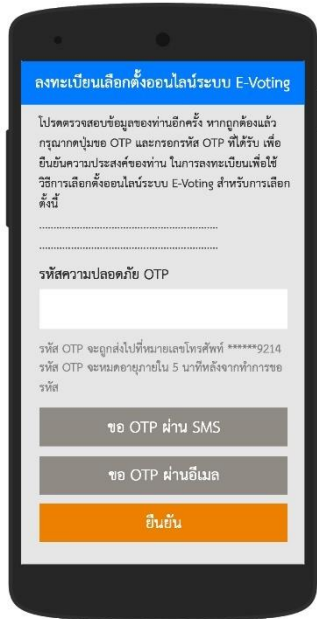 ลงทะเบียนเลือกตั้งออนไลน์ระบบ E-Voting
โปรดตรวจสอบข้อมูลของท่านอีกครั้ง หากถูกต้องแล้ว
กรุณากดปุ่มขอ OTP และกรอกรหัส OTP ที่ได้รับ เพื่อ
ยืนยันความประสงค์ของท่าน ในการลงทะเบียนเพื่อใช้
วิธีการเลือกตั้งออนไลน์ระบบ E-Voting สำหรับการเลือก
ตั้งนี้
............................................................
............................................................
รหัสความปลอดภัย OTP
รหัส OTP จะถูกส่งไปที่หมายเลขโทรศัพท์ ******9214
รหัส OTP จะหมดอายุภายใน 5 นาทีหลังจากทำการขอ
รหัส
ขอ OTP ผ่าน SMS
ขอ OTP ผ่านอีเมล
ยืนยัน